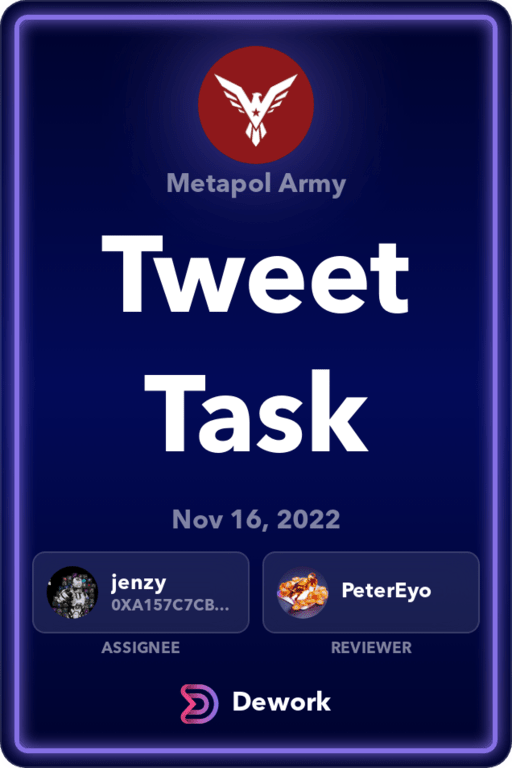 Metapol Army
Tweet
Task
Nov 16, 2022
jenzy
0XA157C7CB...
PeterEyo
ASSIGNEE
REVIEWER
Dework